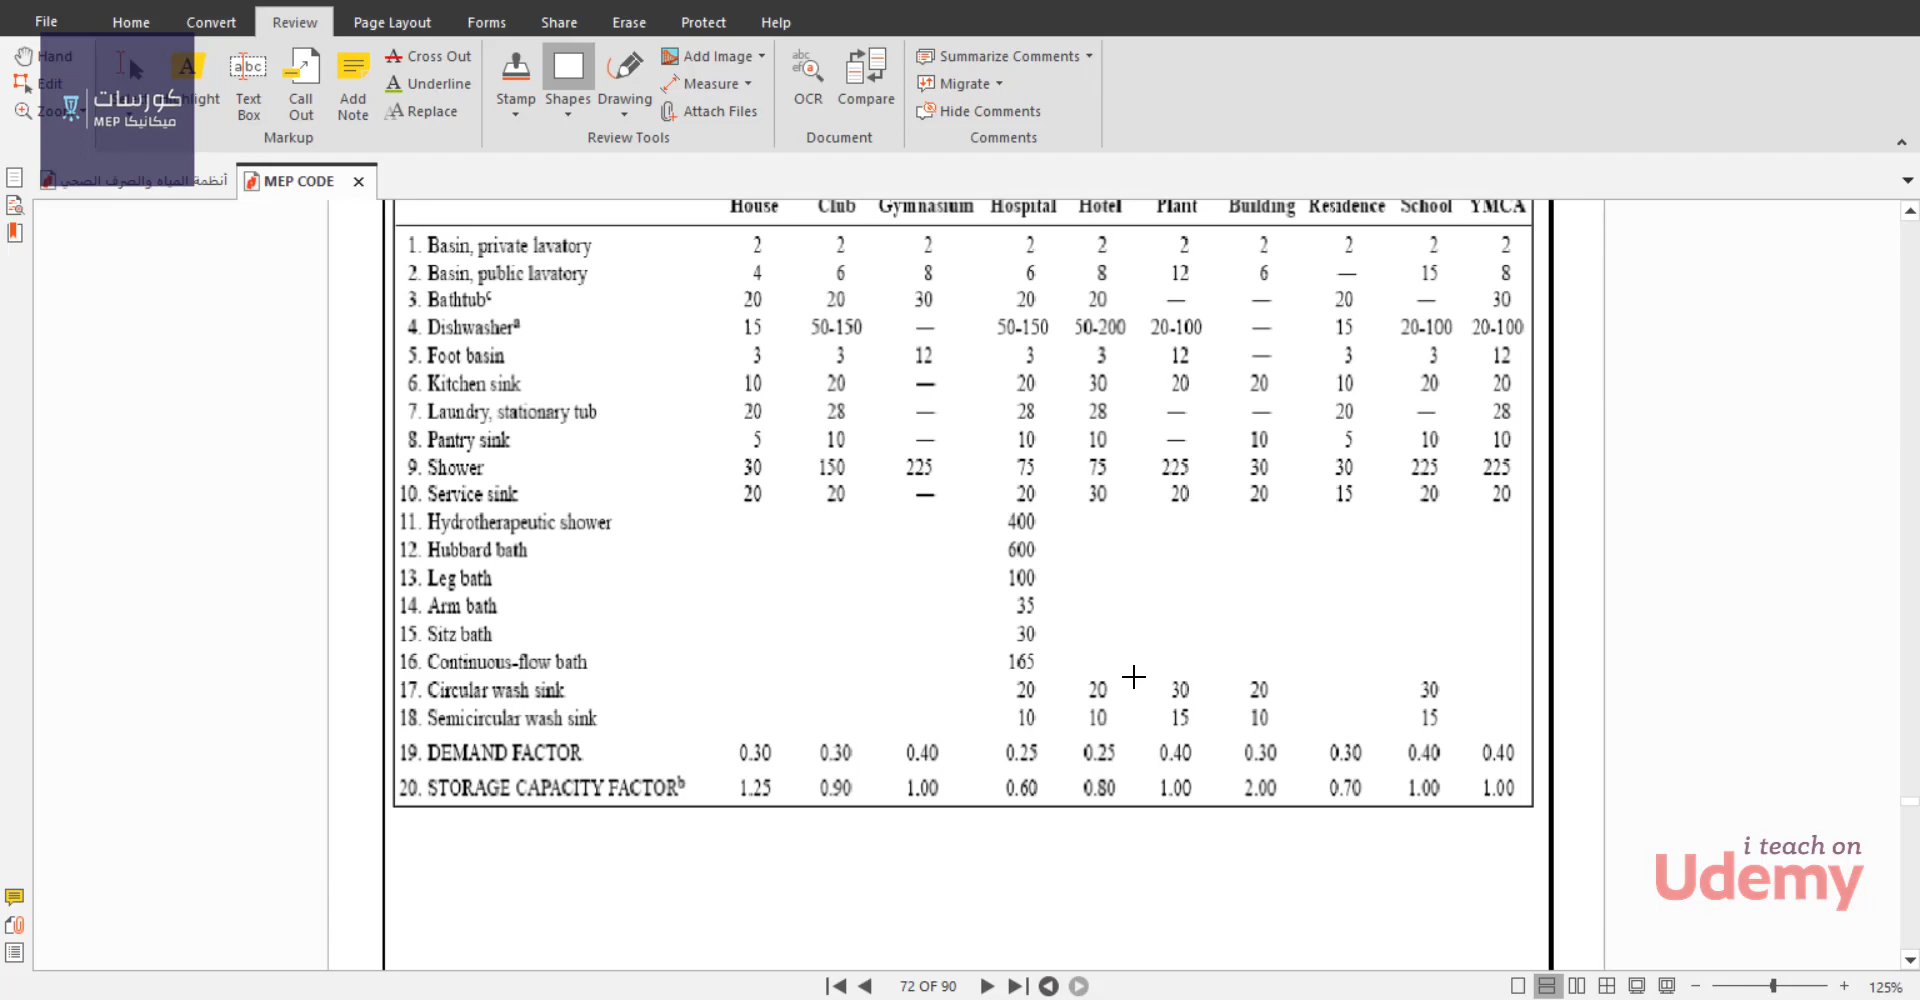 File Home Convert Review Page Layout Forms Share Erase Protect Help
Hand
Edit
Text Box
Call Out
Add Note
Cross Out
Underline
Replace
Markup
Stamp
Shapes
Drawing
Add Image
Measure
Attach Files
Review Tools
abc
OCR
Compare
Document
Summarize Comments
Migrate
Hide Comments
Comments
كورسات
ميكانيكا MEP
أنظمة المياه والصرف الصحي
MEP CODE
House Club Gymnasium Hospital Hotel Plant Building Residence School YMCA
1. Basin, private lavatory 2 2 2 2 2 2 2 2 2 2
2. Basin, public lavatory 4 6 8 6 8 12 6 — 15 8
3. Bathtubᶜ 20 20 30 20 20 — — 20 — 30
4. Dishwasherᵃ 15 50-150 — 50-150 50-200 20-100 — 15 20-100 20-100
5. Foot basin 3 3 12 3 3 12 — 3 3 12
6. Kitchen sink 10 20 — 20 30 20 20 10 20 20
7. Laundry, stationary tub 20 28 — 28 28 — — 20 — 28
8. Pantry sink 5 10 — 10 10 — 10 5 10 10
9. Shower 30 150 225 75 75 225 30 30 225 225
10. Service sink 20 20 — 20 30 20 20 15 20 20
11. Hydrotherapeutic shower 400
12. Hubbard bath 600
13. Leg bath 100
14. Arm bath 35
15. Sitz bath 30
16. Continuous-flow bath 165
17. Circular wash sink 20 20 30 20 30
18. Semicircular wash sink 10 10 15 10 15
19. DEMAND FACTOR 0.30 0.30 0.40 0.25 0.25 0.40 0.30 0.30 0.40 0.40
20. STORAGE CAPACITY FACTORᵇ 1.25 0.90 1.00 0.60 0.80 1.00 2.00 0.70 1.00 1.00
i teach on
Udemy
72 OF 90
125%